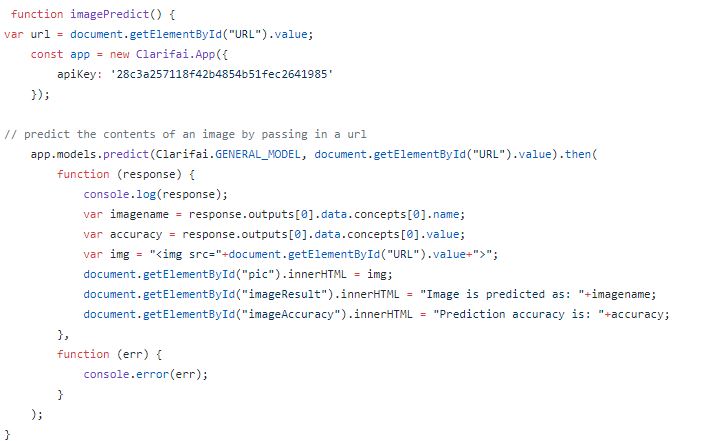 function imagePredict() {
var url = document.getElementById("URL").value;
const app = new Clarifai.App({
apiKey: '28c3a257118f42b4854b51fec2641985'
});
// predict the contents of an image by passing in a url
app.models.predict(Clarifai.GENERAL_MODEL, document.getElementById("URL").value).then(
function (response) {
console.log(response);
var imagename = response.outputs[0].data.concepts[0].name;
var accuracy = response.outputs[0].data.concepts[0].value;
var img = "<img src="+document.getElementById("URL").value+">";
document.getElementById("pic").innerHTML = img;
document.getElementById("imageResult").innerHTML = "Image is predicted as: "+imagename;
document.getElementById("imageAccuracy").innerHTML = "Prediction accuracy is: "+accuracy;
},
function (err) {
console.error(err);
}
);
}